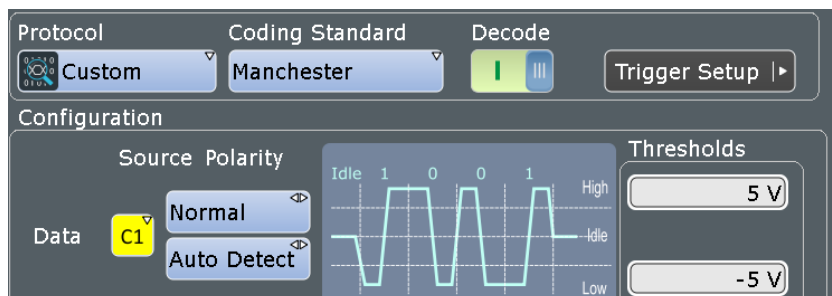 Protocol Coding Standard Decode
Custom Manchester Trigger Setup
Configuration
Source Polarity Thresholds
Idle 1 0 0 1 High
Normal 5 V
Data C1 Idle
Auto Detect
Low -5 V